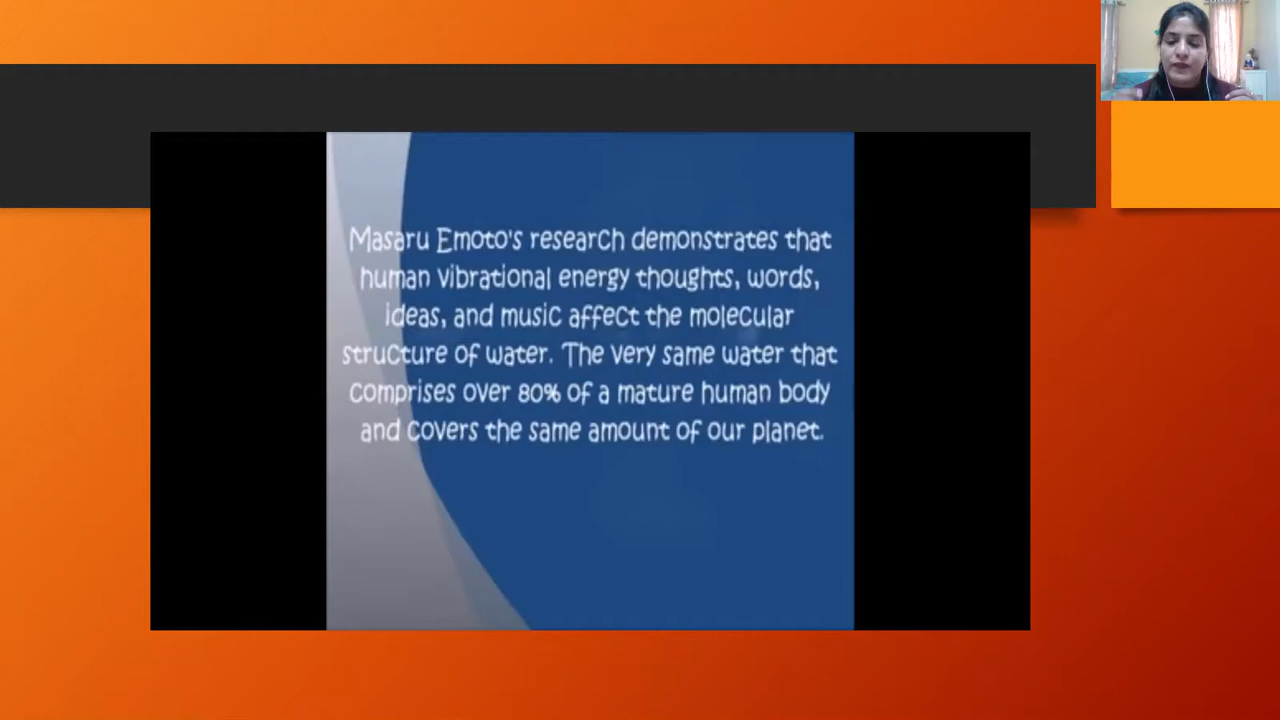 Masaru Emoto's research demonstrates that
human vibrational energy thoughts, words,
ideas, and music affect the molecular
structure of water. The very same water that
comprises over 80% of a mature human body
and covers the same amount of our planet.